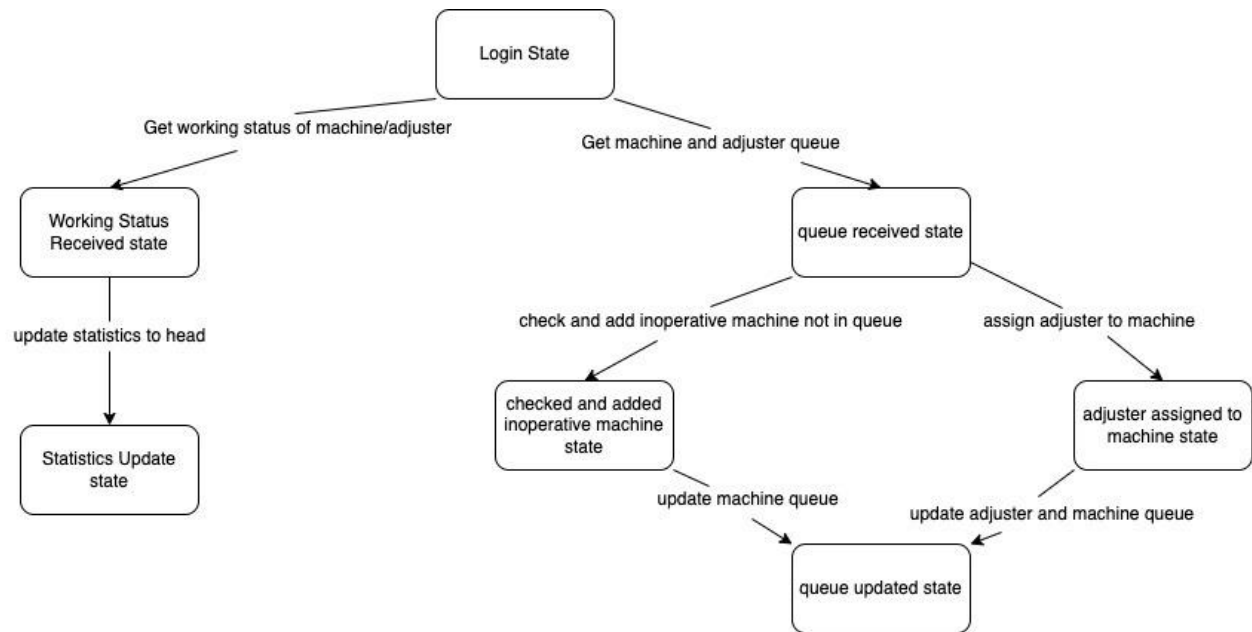 Login State
Get working status of machine/adjuster
Get machine and adjuster queue
Working Status
Received state
queue received state
update statistics to head
check and add inoperative machine not in queue
assign adjuster to machine
checked and added
inoperative machine
state
adjuster assigned to
machine state
Statistics Update
state
update machine queue
update adjuster and machine queue
queue updated state